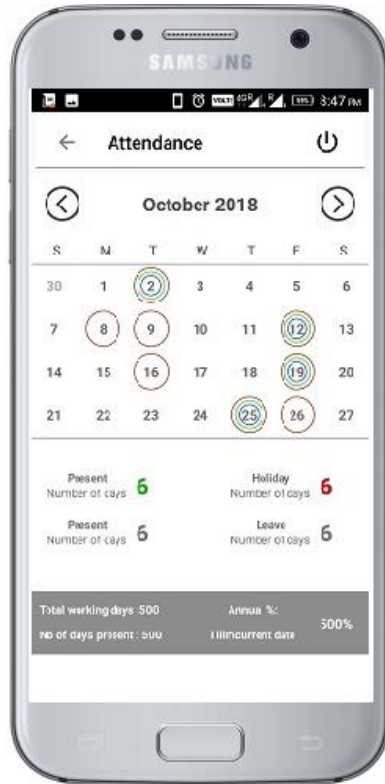 SAMSUNG
3:47 PM
Attendance
October 2018
S M T W T F S
30 1 2 3 4 5 6
7 8 9 10 11 12 13
14 15 16 17 18 19 20
21 22 23 24 25 26 27
Present Holiday
Number of days 6 Number of days 6
Present Leave
Number of days 6 Number of days 6
Total working days :500 Annual %:
500%
No of days present : 500 current date